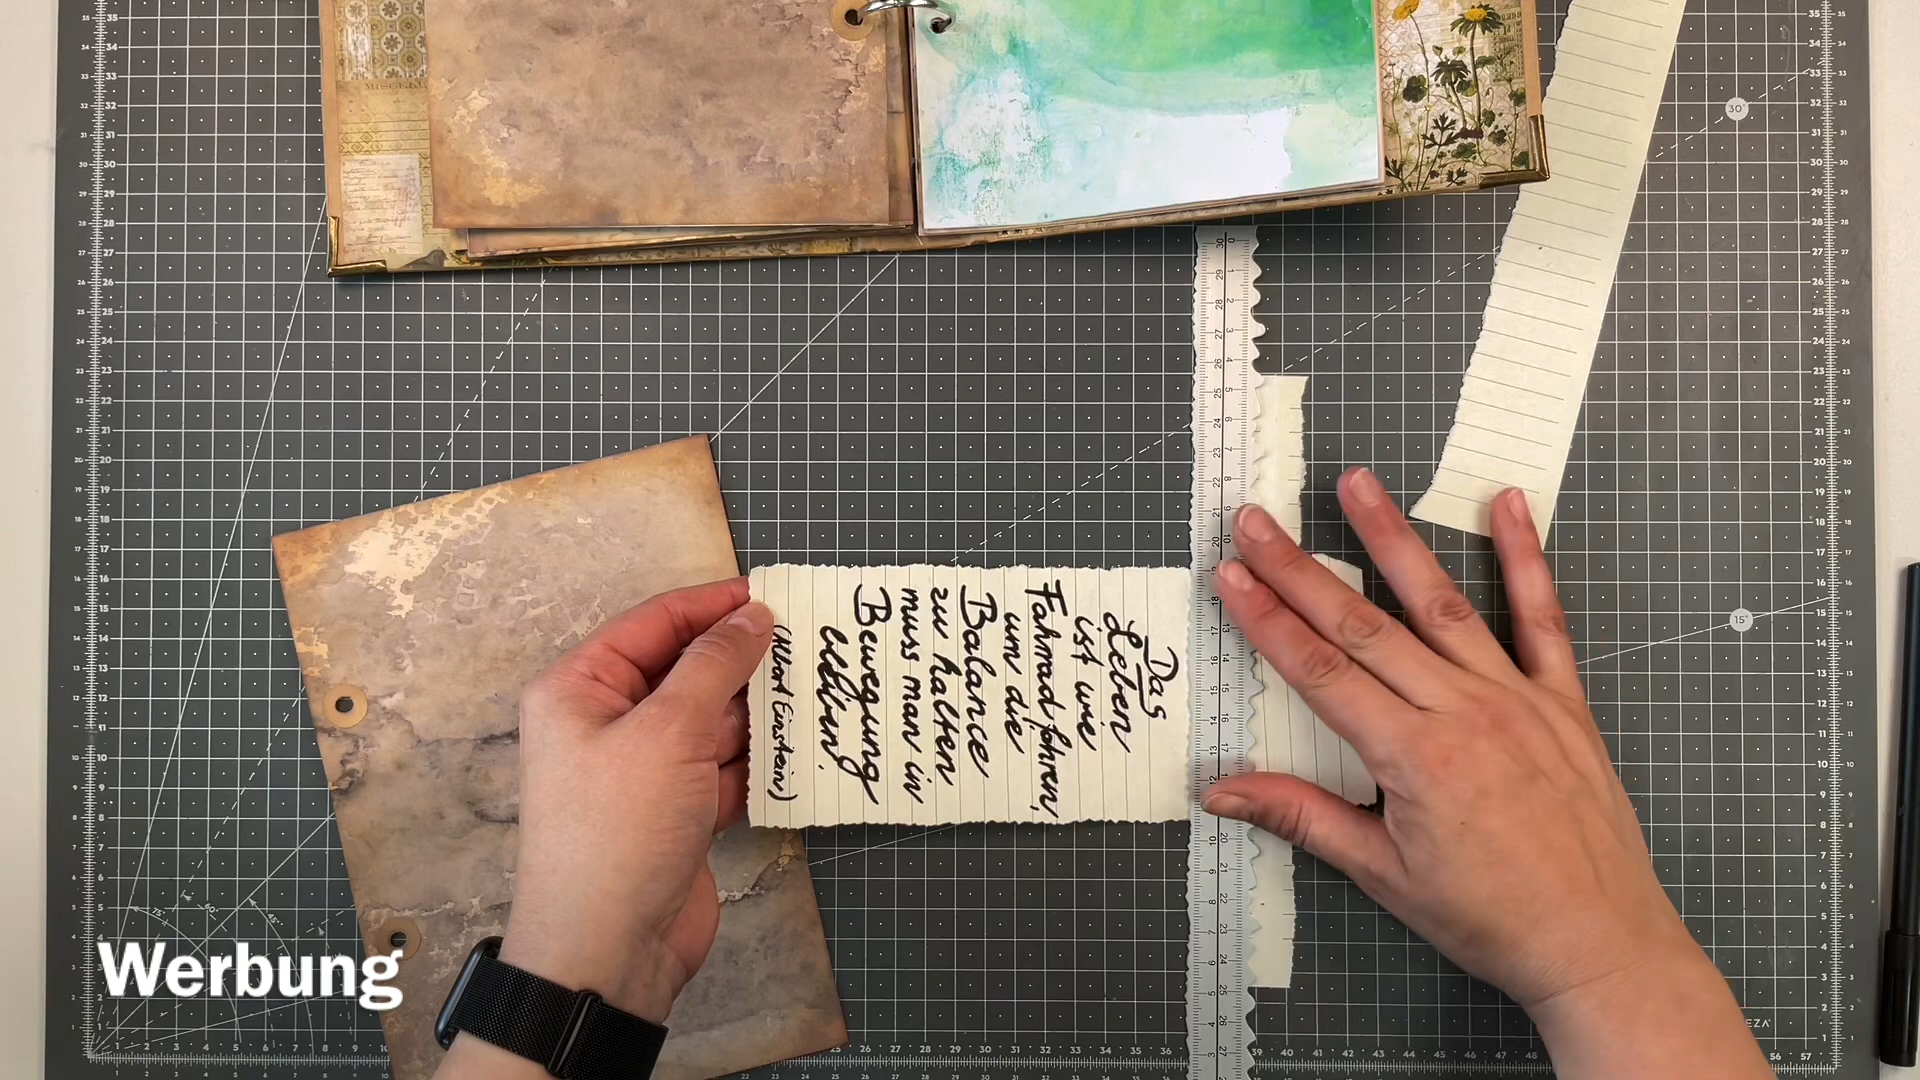 Das
Leben
ist wie
Fahrrad fahren,
um die
Balance
zu halten
muss man in
Bewegung
bleiben.
(Albert Einstein)
Werbung